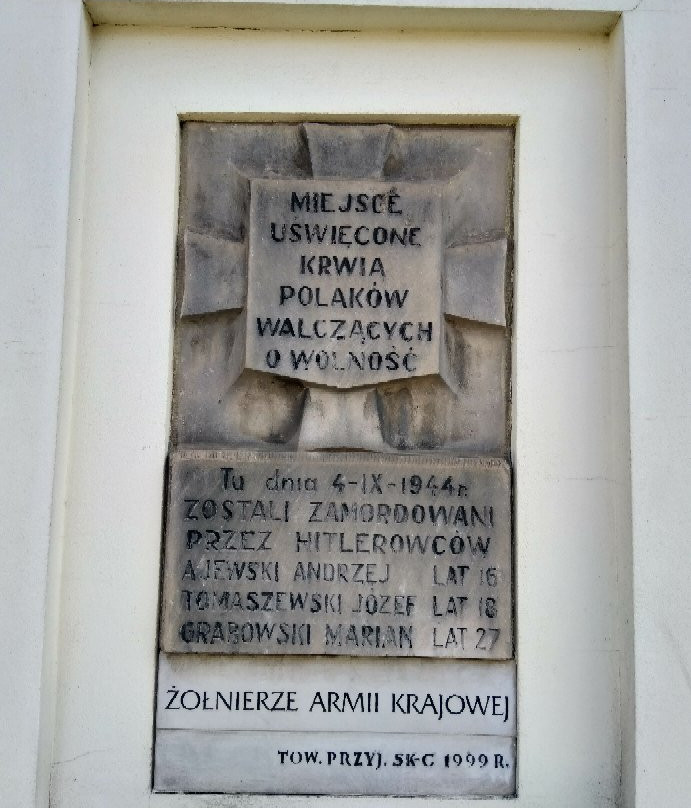 MIEJSCE
UŚWIĘCONE
KRWIĄ
POLAKÓW
WALCZĄCYCH
O WOLNOŚĆ
Tu dnia 4-IX-1944r.
ZOSTALI ZAMORDOWANI
PRZEZ HITLEROWCÓW
AJEWSKI ANDRZEJ LAT 16
TOMASZEWSKI JÓZEF LAT 18
GRABOWSKI MARIAN LAT 27
ŻOŁNIERZE ARMII KRAJOWEJ
TOW. PRZYJ. SK-C 1999 R.